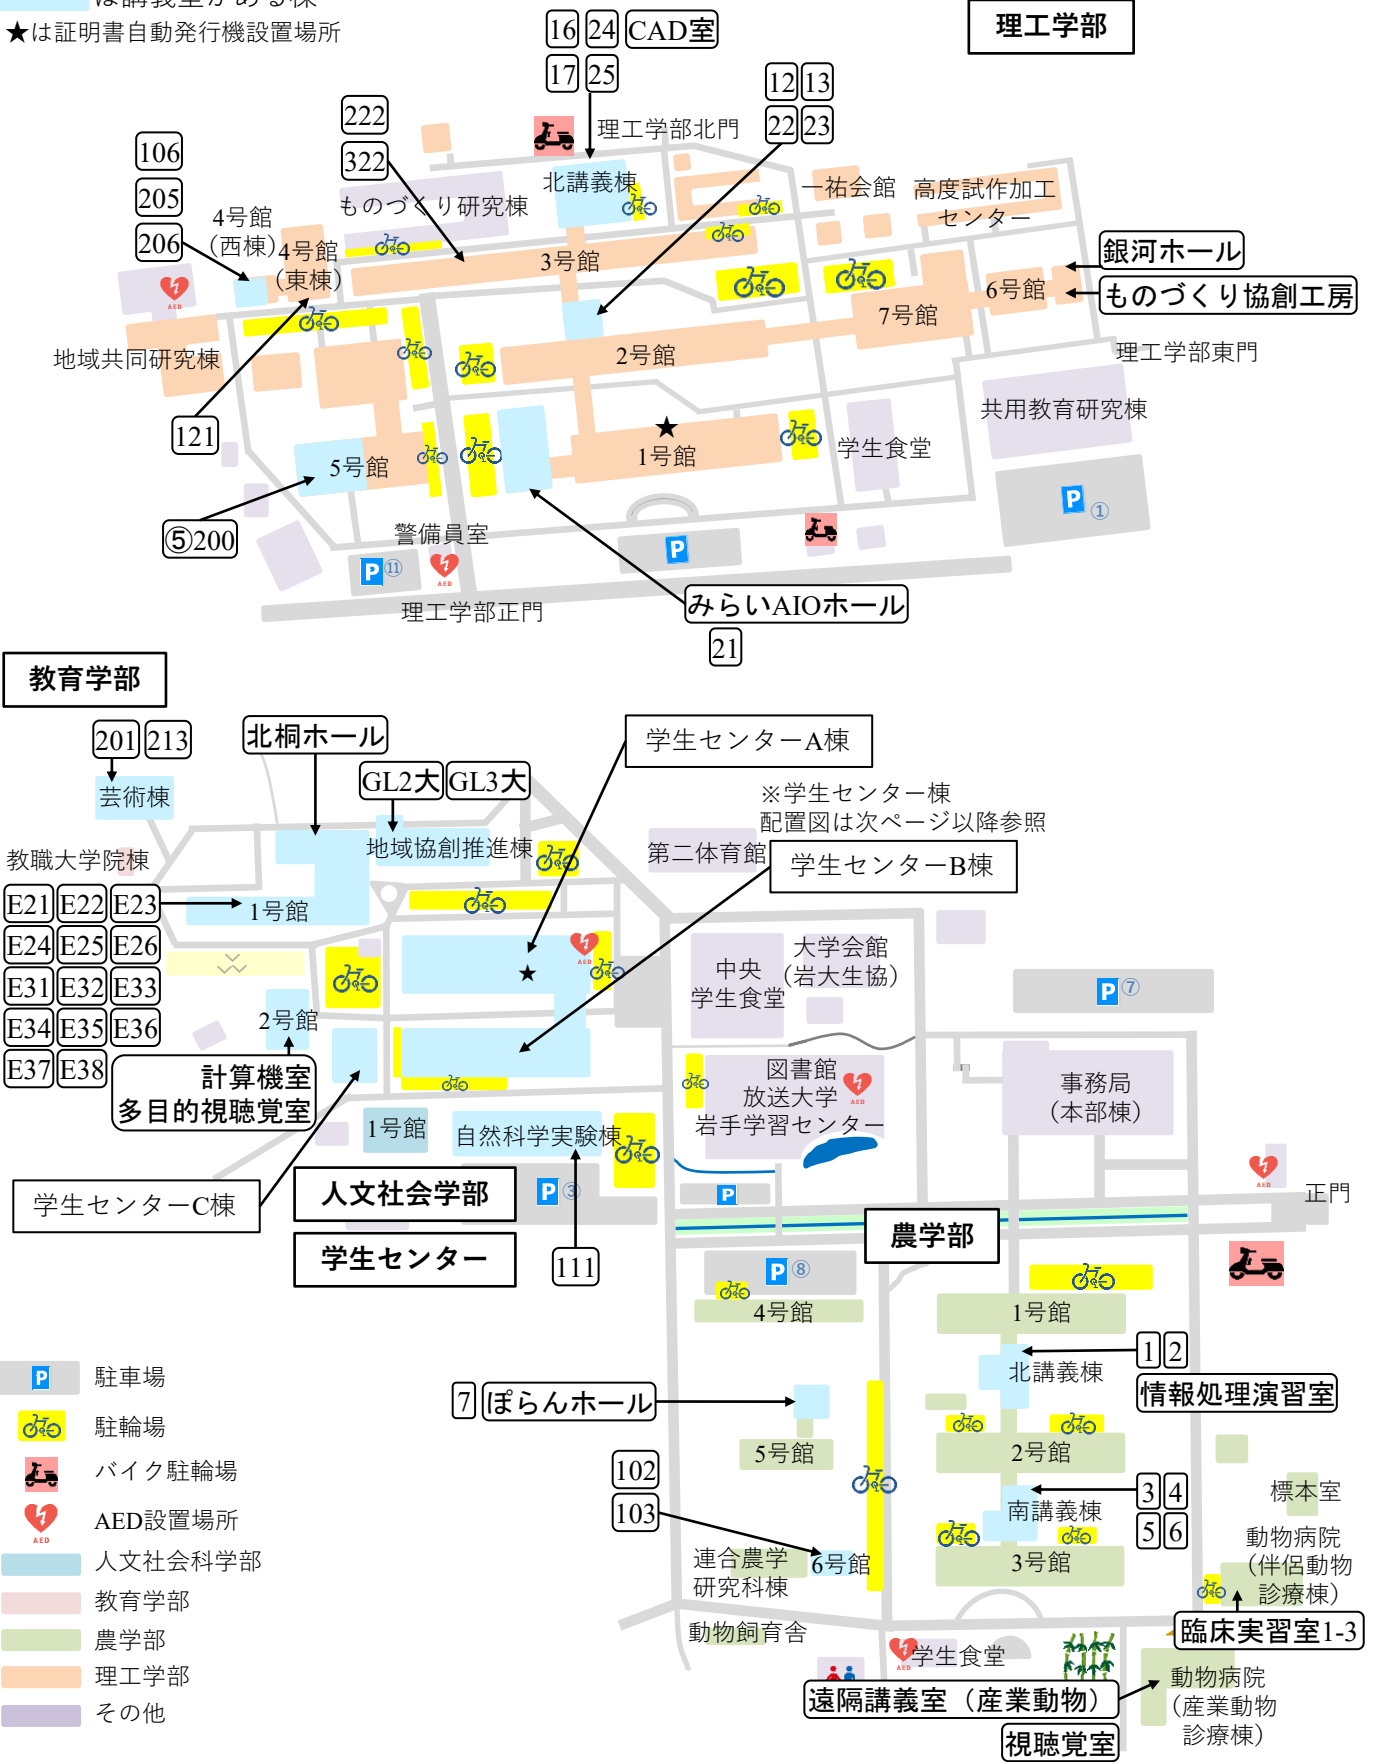 ★は証明書自動発行機設置場所
理工学部
16 24 CAD室
17 25
12 13
22 23
222
322
106
205
206
理工学部北門
北講義棟
ものづくり研究棟
一祐会館
高度試作加工
センター
4号館
(西棟)
4号館
(東棟)
3号館
銀河ホール
ものづくり協創工房
6号館
7号館
AED
地域共同研究棟
2号館
理工学部東門
共用教育研究棟
121
1号館
★
学生食堂
5号館
⑤200
警備員室
P ①
P
P ⑪
AED
理工学部正門
みらいAIOホール
21
教育学部
201 213
北桐ホール
学生センターA棟
GL2大 GL3大
芸術棟
※学生センター棟
配置図は次ページ以降参照
地域協創推進棟
第二体育館
学生センターB棟
教職大学院棟
E21 E22 E23
E24 E25 E26
E31 E32 E33
E34 E35 E36
E37 E38
1号館
AED
★
中央
学生食堂
大学会館
(岩大生協)
P ⑦
2号館
計算機室
多目的視聴覚室
図書館
放送大学
岩手学習センター
AED
事務局
(本部棟)
1号館
自然科学実験棟
学生センターC棟
人文社会学部
学生センター
P ③
111
P
AED
正門
農学部
P ⑧
4号館
1号館
1 2
北講義棟
情報処理演習室
7 ぽらんホール
5号館
2号館
102
103
3 4
5 6
南講義棟
標本室
連合農学
研究科棟
6号館
3号館
動物病院
(伴侶動物
診療棟)
臨床実習室1-3
動物飼育舎
AED
学生食堂
遠隔講義室（産業動物）
視聴覚室
動物病院
(産業動物
診療棟)
P 駐車場
駐輪場
バイク駐輪場
AED
AED設置場所
人文社会科学部
教育学部
農学部
理工学部
その他